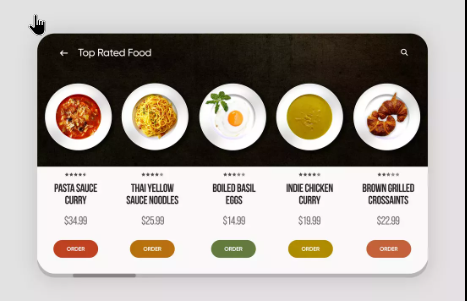 Top Rated Food
PASTA SAUCE
CURRY
$34.99
ORDER
THAI YELLOW
SAUCE NOODLES
$25.99
ORDER
BOILED BASIL
EGGS
$14.99
ORDER
INDIE CHICKEN
CURRY
$19.99
ORDER
BROWN GRILLED
CROSSAINTS
$22.99
ORDER